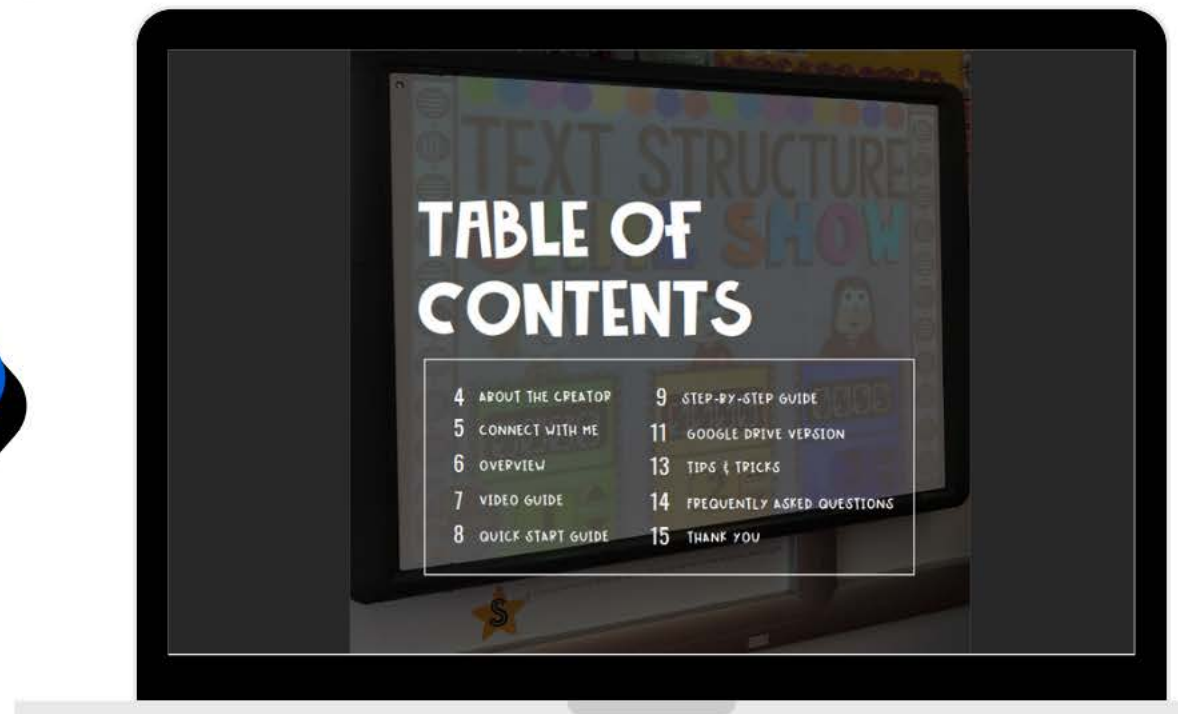 TEXT STRUCTURE
GAME SHOW
TABLE OF
CONTENTS
4 ABOUT THE CREATOR
5 CONNECT WITH ME
6 OVERVIEW
7 VIDEO GUIDE
8 QUICK START GUIDE
9 STEP-BY-STEP GUIDE
11 GOOGLE DRIVE VERSION
13 TIPS & TRICKS
14 FREQUENTLY ASKED QUESTIONS
15 THANK YOU
S